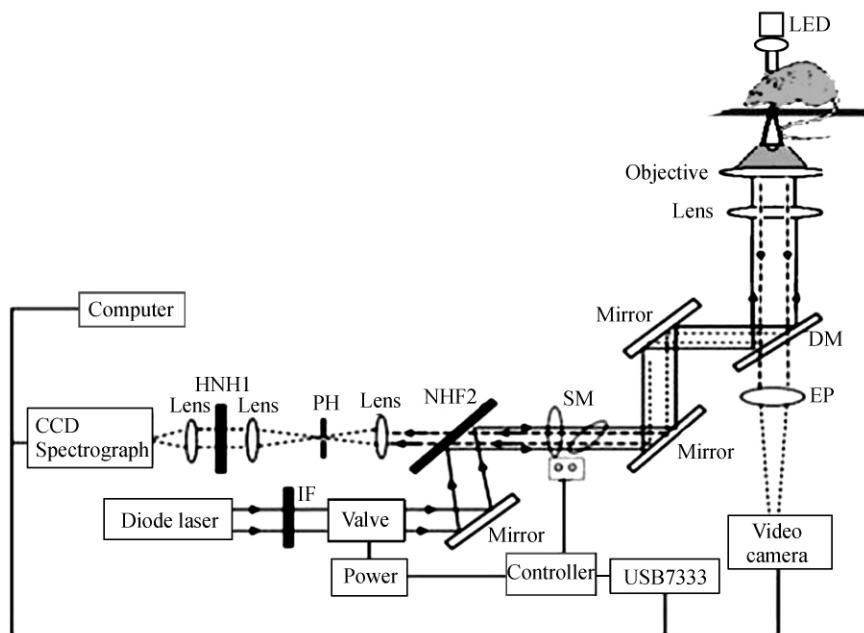 LED
Objective
Lens
Computer
Mirror
DM
HNH1
Lens
Lens
PH
Lens
NHF2
SM
EP
CCD
Spectrograph
Mirror
IF
Diode laser
Valve
Mirror
Video
camera
Power
Controller
USB7333